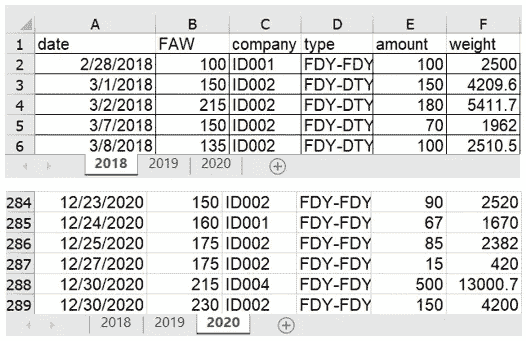 A B C D E F
1 date FAW company type amount weight
2 2/28/2018 100 ID001 FDY-FDY 100 2500
3 3/1/2018 150 ID002 FDY-DTY 150 4209.6
4 3/2/2018 215 ID002 FDY-DTY 180 5411.7
5 3/7/2018 150 ID002 FDY-DTY 70 1962
6 3/8/2018 135 ID002 FDY-DTY 100 2510.5
2018 2019 2020
284 12/23/2020 150 ID002 FDY-FDY 90 2520
285 12/24/2020 160 ID001 FDY-FDY 67 1670
286 12/25/2020 175 ID002 FDY-FDY 85 2382
287 12/27/2020 175 ID002 FDY-FDY 15 420
288 12/30/2020 215 ID004 FDY-FDY 500 13000.7
289 12/30/2020 230 ID002 FDY-FDY 150 4200
2018 2019 2020